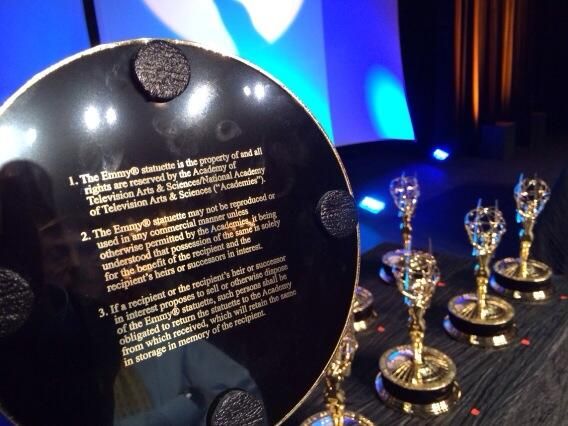 1. The Emmy® statuette is the property of and all
rights are reserved by the Academy of
Television Arts & Sciences/National Academy
of Television Arts & Sciences ("Academies").
2. The Emmy® statuette may not be reproduced or
used in any commercial manner unless
otherwise permitted by the Academies, it being
understood that possession of the same is solely
for the benefit of the recipient and the
recipient's heirs or successors in interest.
3. If a recipient or the recipient's heir or successor
in interest proposes to sell or otherwise dispose
of the Emmy® statuette, such persons shall be
obligated to return the statuette to the Academy
from which received, which will retain the same
in storage in memory of the recipient.